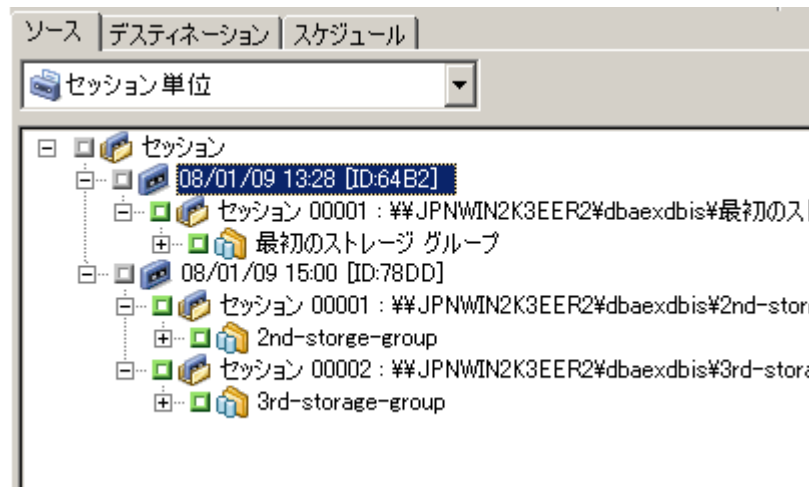 ソース デスティネーション スケジュール
セッション単位
セッション
08/01/09 13:28 [ID:64B2]
セッション 00001 : ¥¥JPNWIN2K3EER2¥dbaexdbis¥最初のス
最初のストレージ グループ
08/01/09 15:00 [ID:78DD]
セッション 00001 : ¥¥JPNWIN2K3EER2¥dbaexdbis¥2nd-stor
2nd-storge-group
セッション 00002 : ¥¥JPNWIN2K3EER2¥dbaexdbis¥3rd-stora
3rd-storage-group